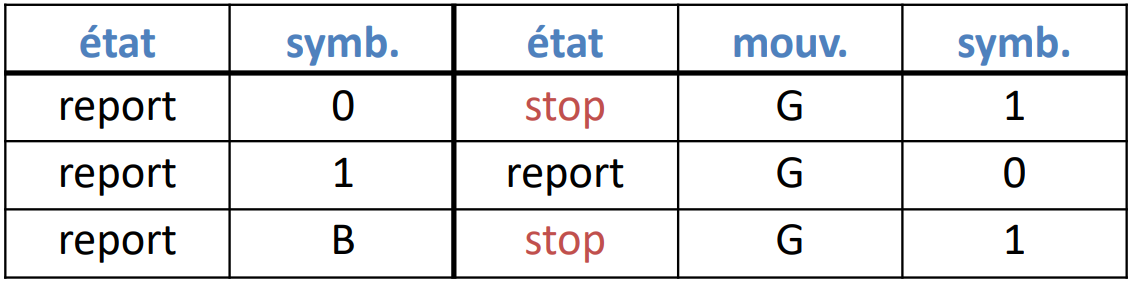 état symb. état mouv. symb.
report 0 stop G 1
report 1 report G 0
report B stop G 1